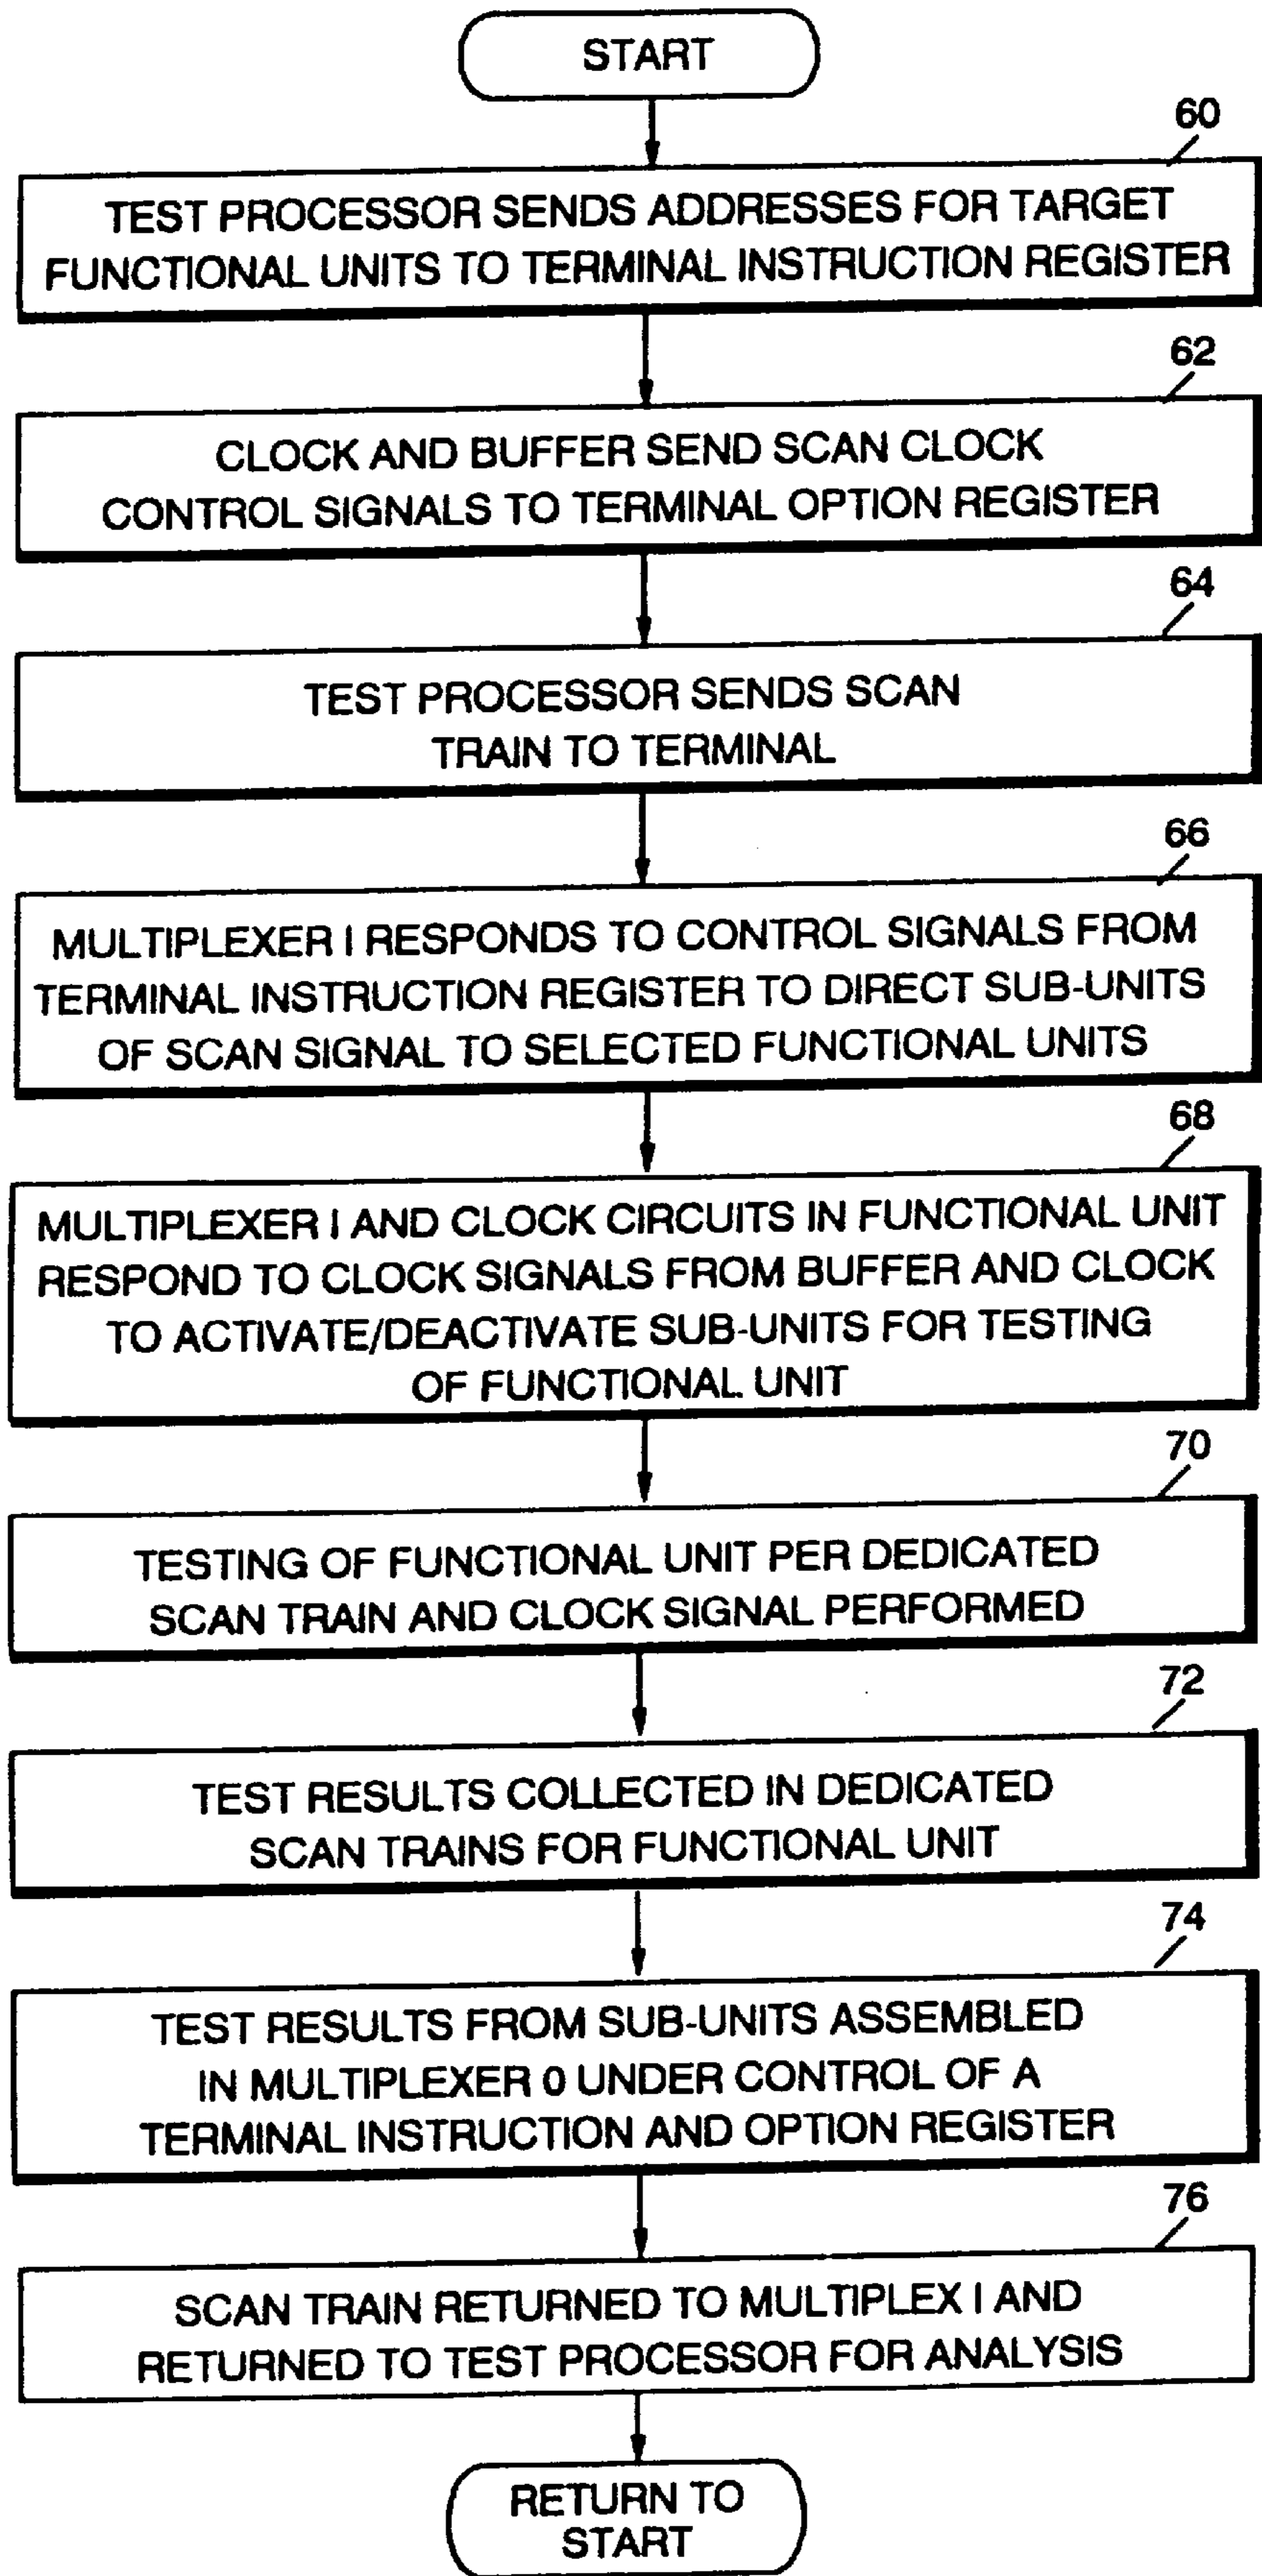 START
60
TEST PROCESSOR SENDS ADDRESSES FOR TARGET
FUNCTIONAL UNITS TO TERMINAL INSTRUCTION REGISTER
62
CLOCK AND BUFFER SEND SCAN CLOCK
CONTROL SIGNALS TO TERMINAL OPTION REGISTER
64
TEST PROCESSOR SENDS SCAN
TRAIN TO TERMINAL
66
MULTIPLEXER I RESPONDS TO CONTROL SIGNALS FROM
TERMINAL INSTRUCTION REGISTER TO DIRECT SUB-UNITS
OF SCAN SIGNAL TO SELECTED FUNCTIONAL UNITS
68
MULTIPLEXER I AND CLOCK CIRCUITS IN FUNCTIONAL UNIT
RESPOND TO CLOCK SIGNALS FROM BUFFER AND CLOCK
TO ACTIVATE/DEACTIVATE SUB-UNITS FOR TESTING
OF FUNCTIONAL UNIT
70
TESTING OF FUNCTIONAL UNIT PER DEDICATED
SCAN TRAIN AND CLOCK SIGNAL PERFORMED
72
TEST RESULTS COLLECTED IN DEDICATED
SCAN TRAINS FOR FUNCTIONAL UNIT
74
TEST RESULTS FROM SUB-UNITS ASSEMBLED
IN MULTIPLEXER 0 UNDER CONTROL OF A
TERMINAL INSTRUCTION AND OPTION REGISTER
76
SCAN TRAIN RETURNED TO MULTIPLEX I AND
RETURNED TO TEST PROCESSOR FOR ANALYSIS
RETURN TO
START